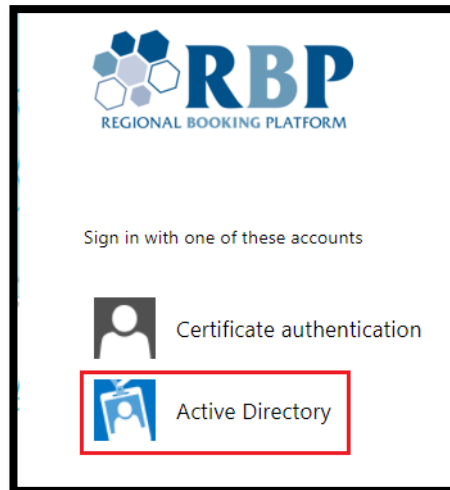 RBP
REGIONAL BOOKING PLATFORM
Sign in with one of these accounts
Certificate authentication
Active Directory